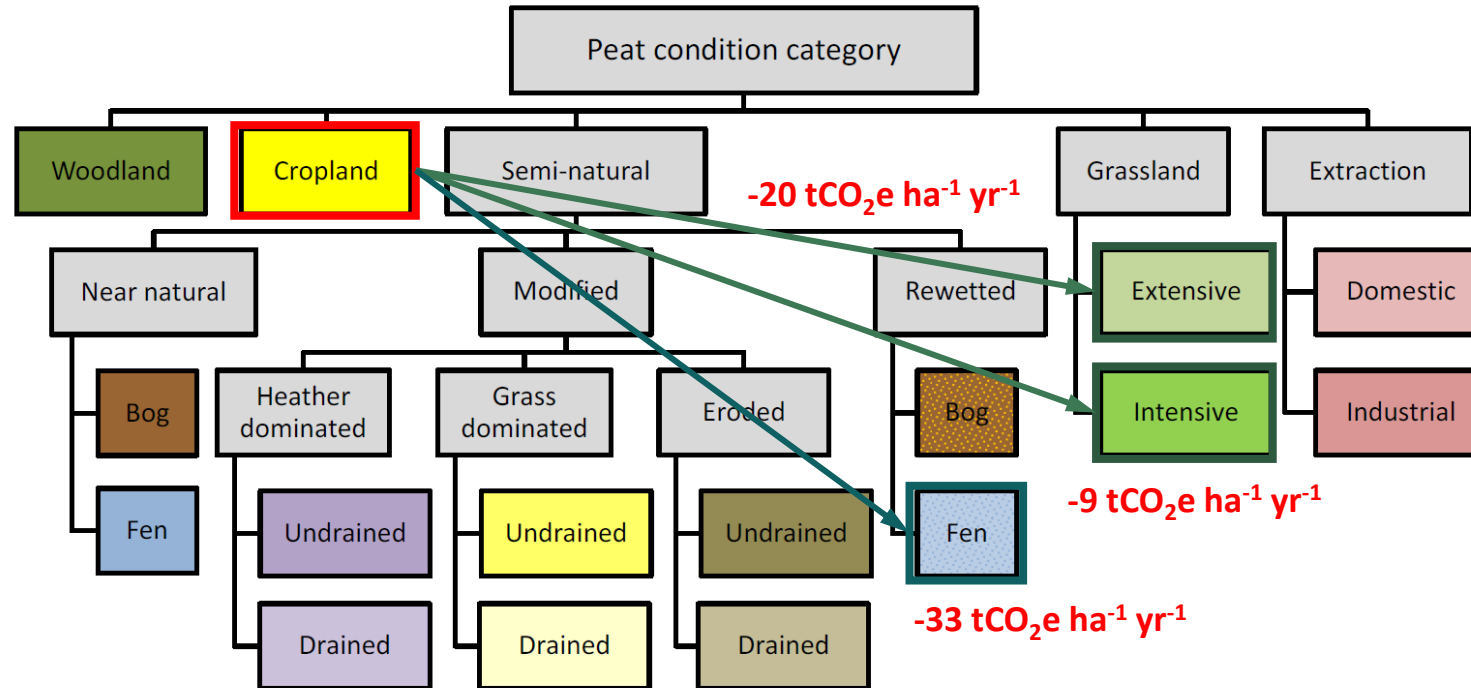 Peat condition category
Woodland
Cropland
Semi-natural
Grassland
Extraction
-20 tCO₂e ha⁻¹ yr⁻¹
Near natural
Modified
Rewetted
Extensive
Domestic
Bog
Heather
dominated
Grass
dominated
Eroded
Bog
Intensive
Industrial
-9 tCO₂e ha⁻¹ yr⁻¹
Fen
Undrained
Undrained
Undrained
Fen
-33 tCO₂e ha⁻¹ yr⁻¹
Drained
Drained
Drained